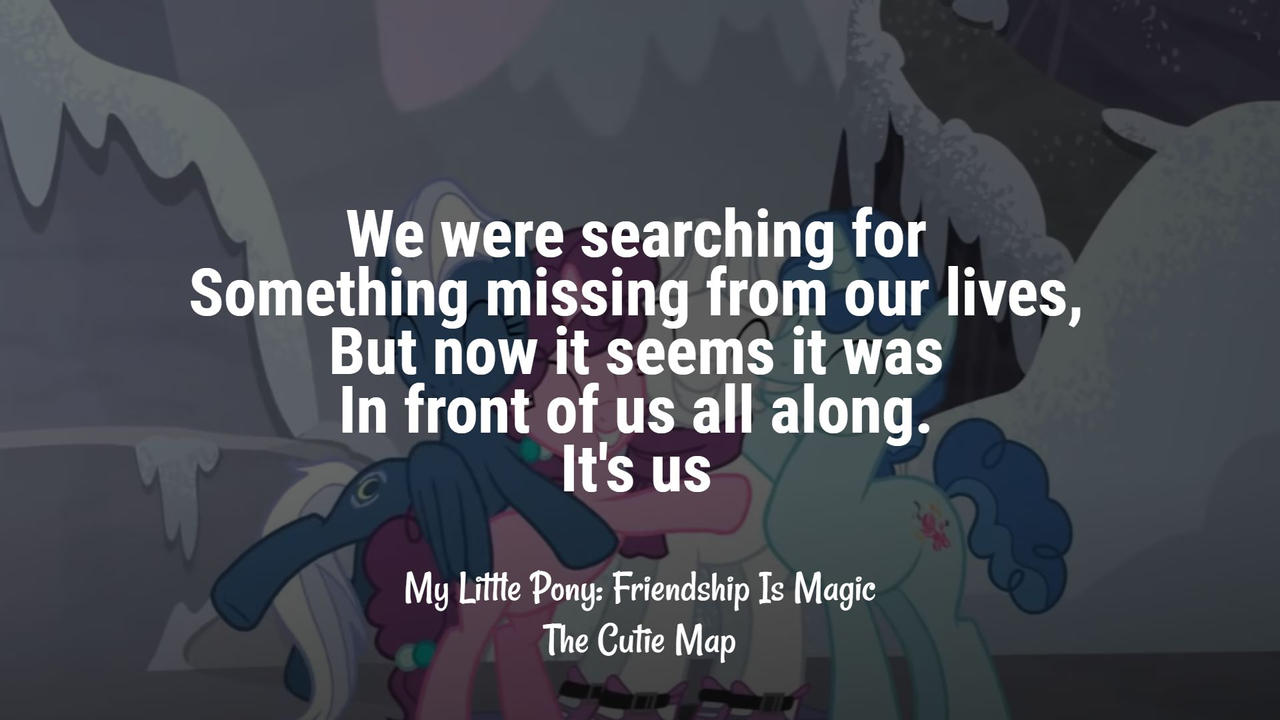 We were searching for
Something missing from our lives,
But now it seems it was
In front of us all along.
It's us
My Little Pony: Friendship Is Magic
The Cutie Map